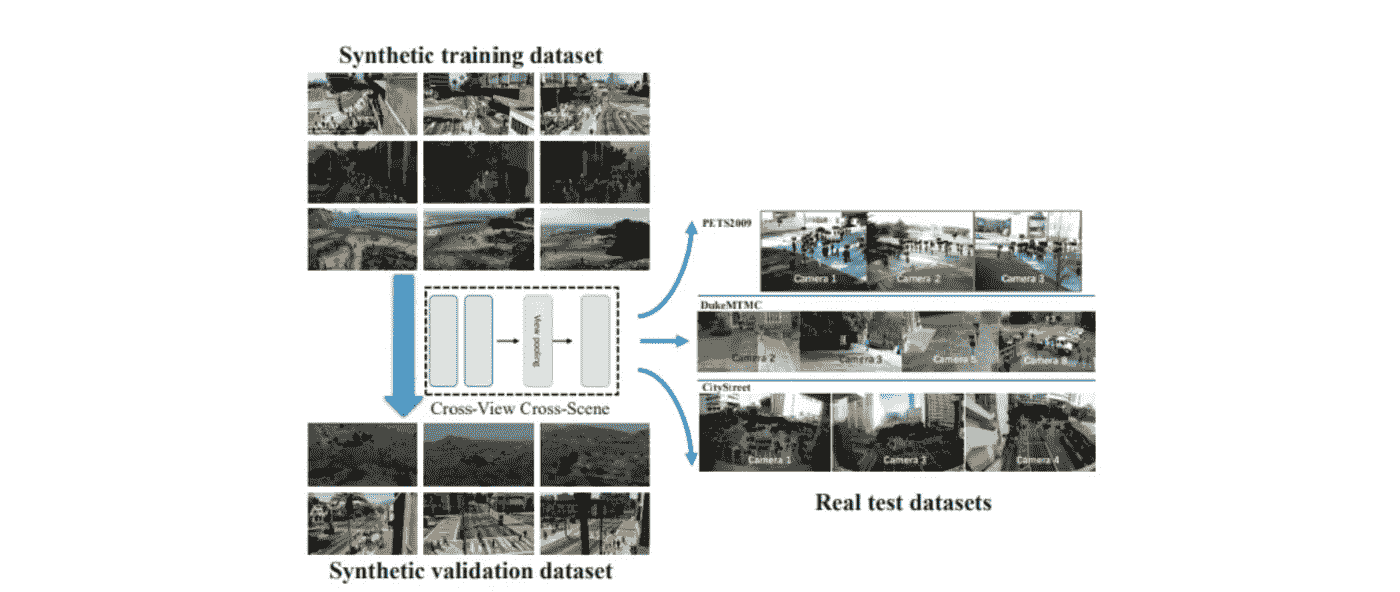 Synthetic training dataset
PETS2009
Camera 1
Camera 2
Camera 3
DukeMTMC
Camera 2
Camera 3
Camera 5
Camera 8
View pooling
CityStreet
Cross-View Cross-Scene
Camera 1
Camera 3
Camera 4
Real test datasets
Synthetic validation dataset